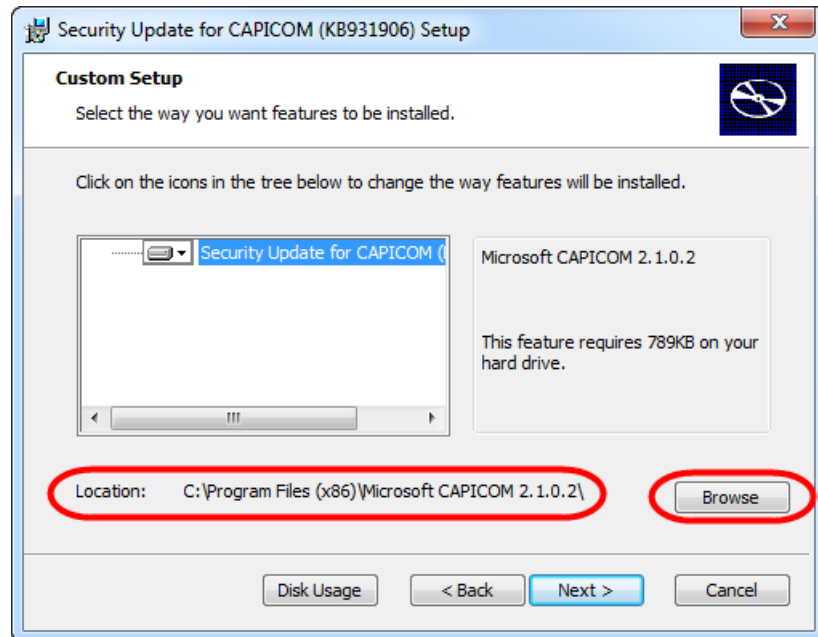 Security Update for CAPICOM (KB931906) Setup
Custom Setup
Select the way you want features to be installed.
Click on the icons in the tree below to change the way features will be installed.
Security Update for CAPICOM (
Microsoft CAPICOM 2.1.0.2
This feature requires 789KB on your
hard drive.
Location: C:\Program Files (x86)\Microsoft CAPICOM 2.1.0.2\
Browse
Disk Usage < Back Next > Cancel